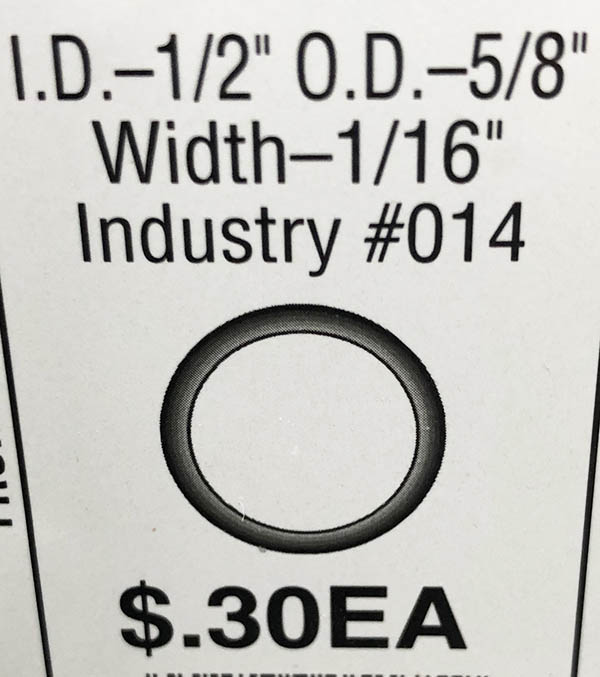 I.D.–1/2" O.D.–5/8"
Width–1/16"
Industry #014
$.30EA